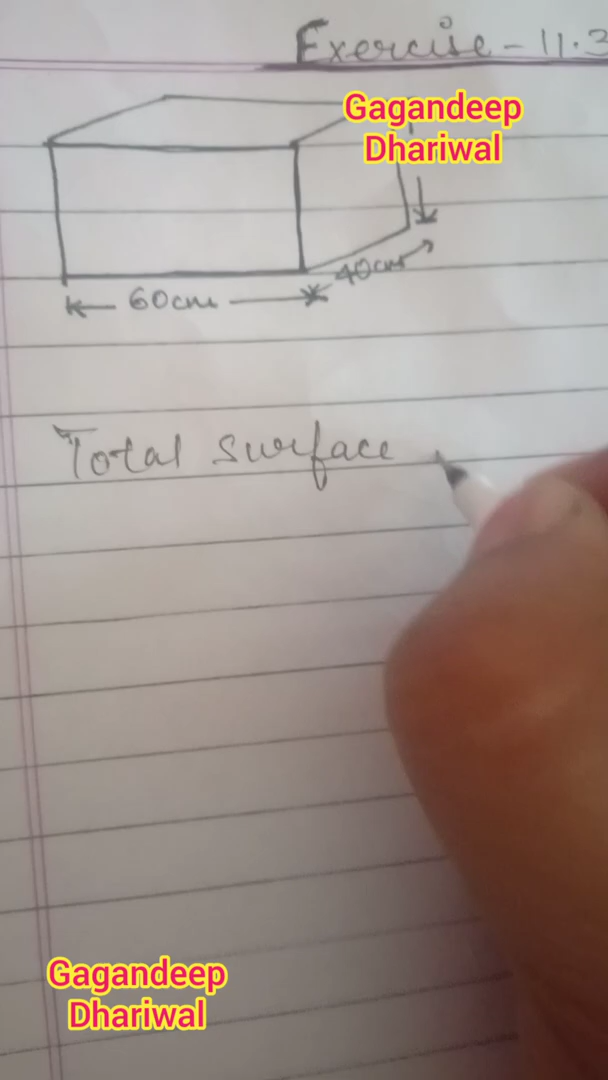 Exercise - 11.3
Gagandeep
Dhariwal
40cm
60cm
Total surface
Gagandeep
Dhariwal